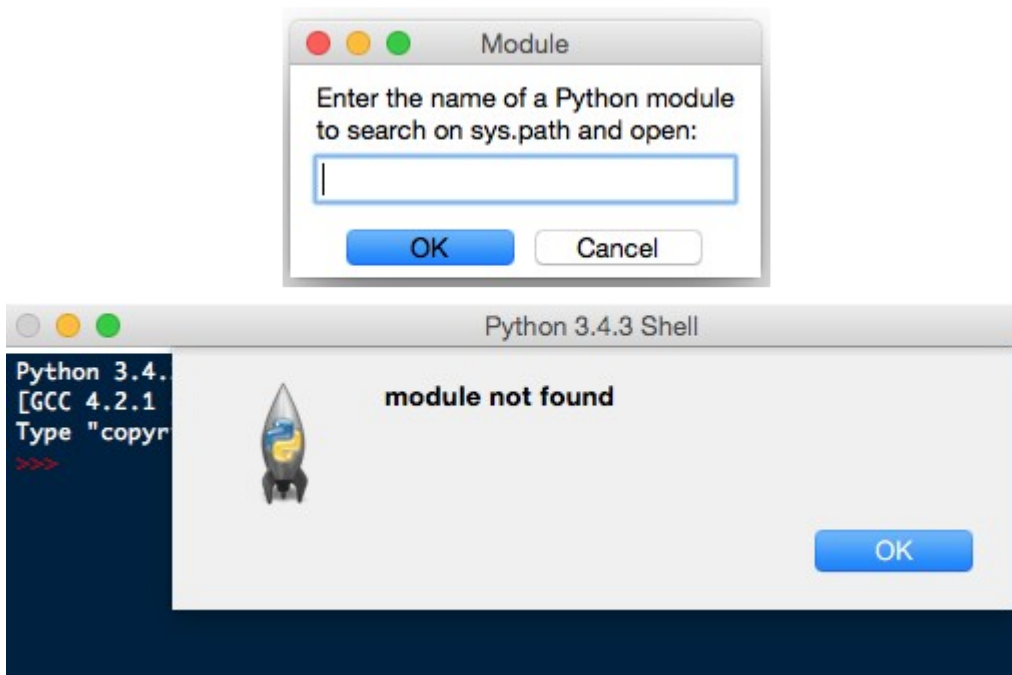 Module
Enter the name of a Python module
to search on sys.path and open:
OK Cancel
Python 3.4.3 Shell
Python 3.4.
[GCC 4.2.1
Type "copyr
>>>
module not found
OK